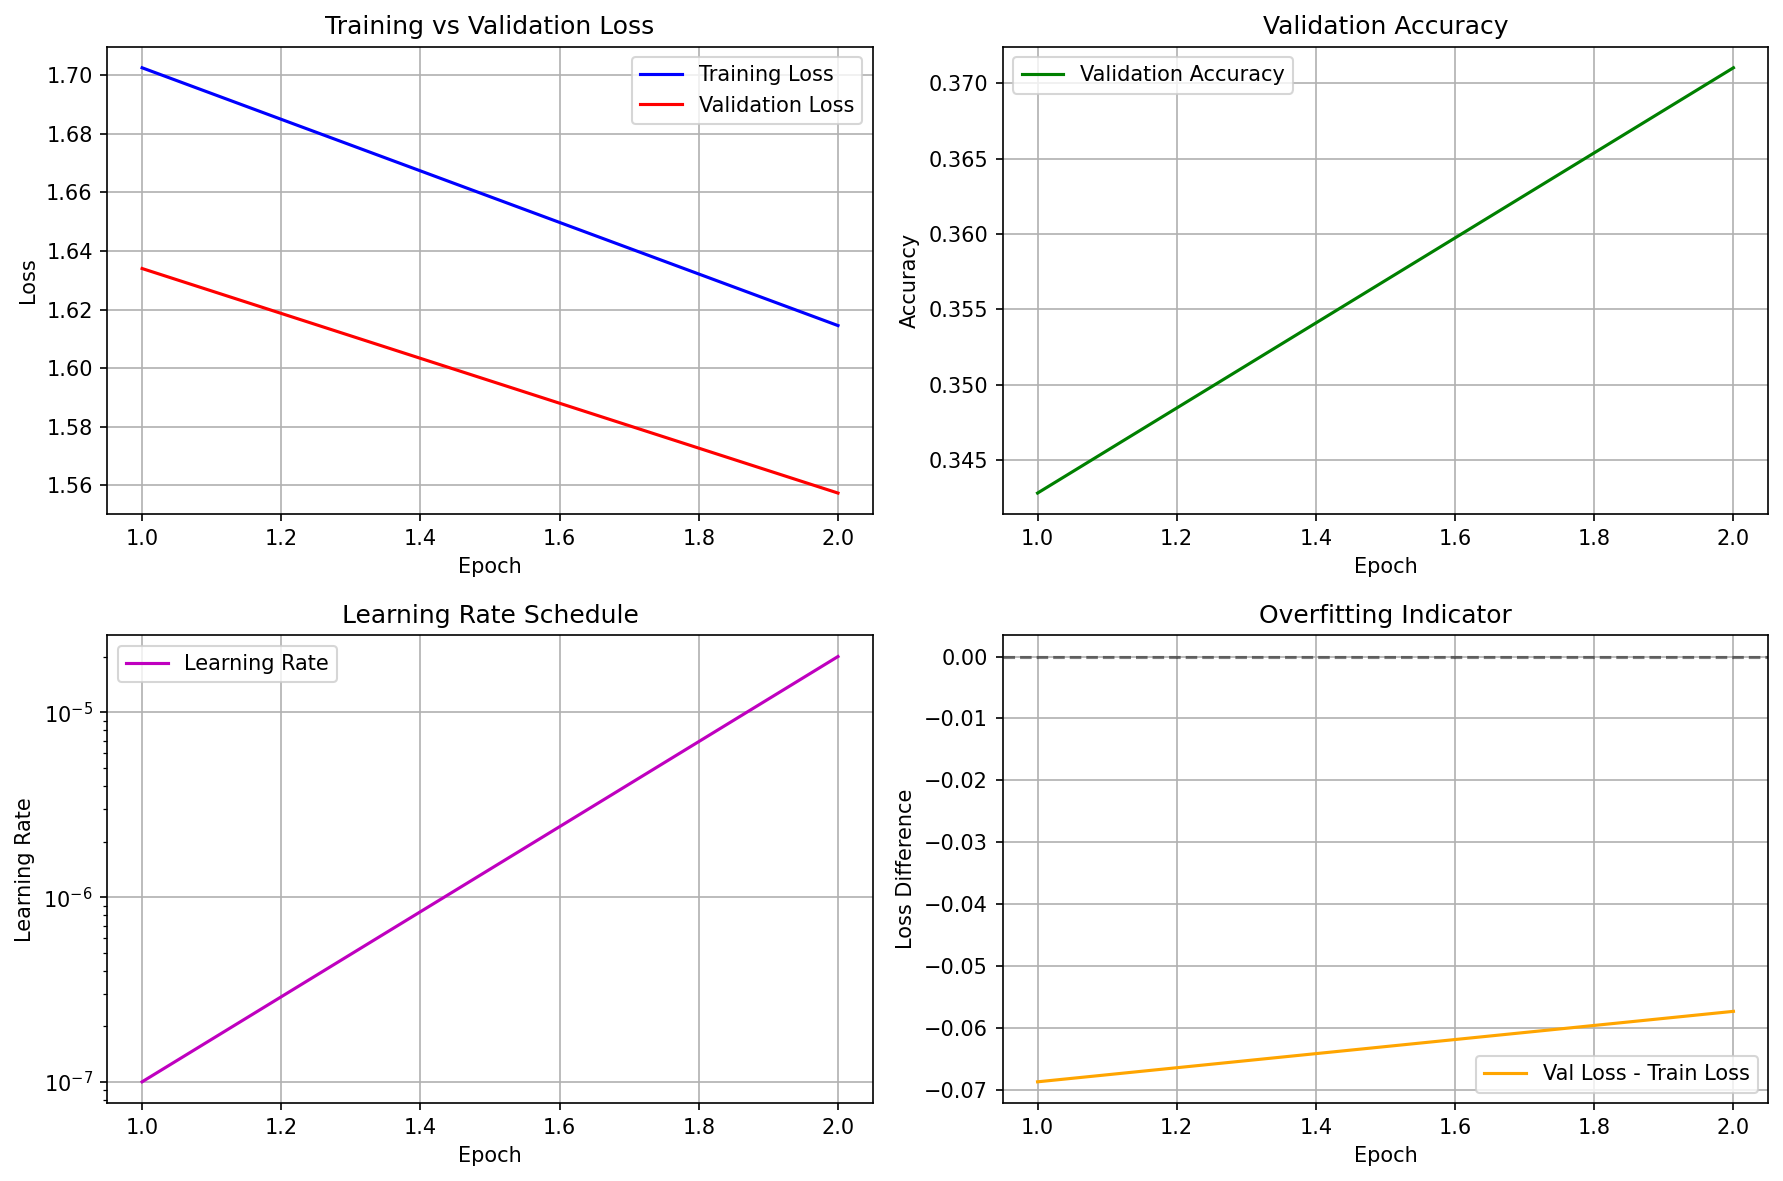 Training vs Validation Loss
Training Loss
Validation Loss
1.70
1.68
1.66
1.64
1.62
1.60
1.58
1.56
Loss
1.0 1.2 1.4 1.6 1.8 2.0
Epoch
Validation Accuracy
Validation Accuracy
0.370
0.365
0.360
0.355
0.350
0.345
Accuracy
1.0 1.2 1.4 1.6 1.8 2.0
Epoch
Learning Rate Schedule
Learning Rate
10⁻⁵
10⁻⁶
10⁻⁷
Learning Rate
1.0 1.2 1.4 1.6 1.8 2.0
Epoch
Overfitting Indicator
0.00
−0.01
−0.02
−0.03
−0.04
−0.05
−0.06
−0.07
Loss Difference
Val Loss - Train Loss
1.0 1.2 1.4 1.6 1.8 2.0
Epoch